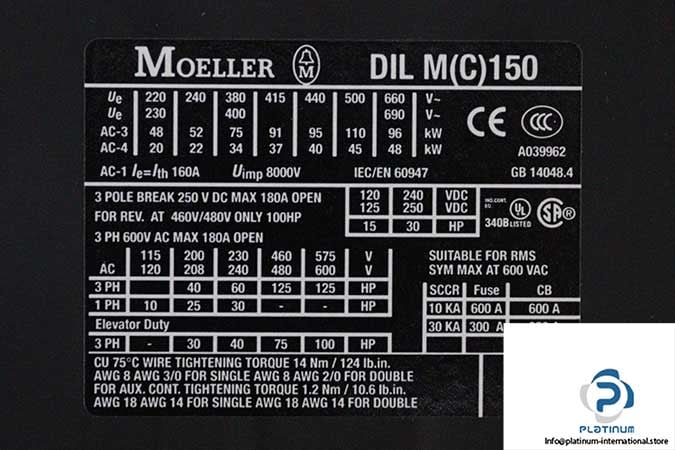 MOELLER M DIL M(C)150
Ue 220 240 380 415 440 500 660 V~
Ue 230 400 690 V~
AC-3 48 52 75 91 95 110 96 kW
AC-4 20 22 34 37 40 45 48 kW
CE CCC
A039962
AC-1 Ie=Ith 160A Uimp 8000V IEC/EN 60947 GB 14048.4
3 POLE BREAK 250 V DC MAX 180A OPEN
FOR REV. AT 460V/480V ONLY 100HP
120 240 VDC
125 250 VDC
15 30 HP
IND.CONT.
EQ.
340B UL LISTED SA
3 PH 600V AC MAX 180A OPEN
115 200 230 460 575 V
AC 120 208 240 480 600 V
3 PH 40 60 125 125 HP
1 PH 10 25 30 - - HP
Elevator Duty
3 PH - 30 40 75 100 HP
SUITABLE FOR RMS
SYM MAX AT 600 VAC
SCCR Fuse CB
10 KA 600 A 600 A
30 KA 300 A
CU 75°C WIRE TIGHTENING TORQUE 14 Nm / 124 lb.in.
AWG 8 AWG 3/0 FOR SINGLE AWG 8 AWG 2/0 FOR DOUBLE
FOR AUX. CONT. TIGHTENING TORQUE 1.2 Nm / 10.6 lb.in.
AWG 18 AWG 14 FOR SINGLE AWG 18 AWG 14 FOR DOUBLE
PLATINUM
Info@platinum-international.store